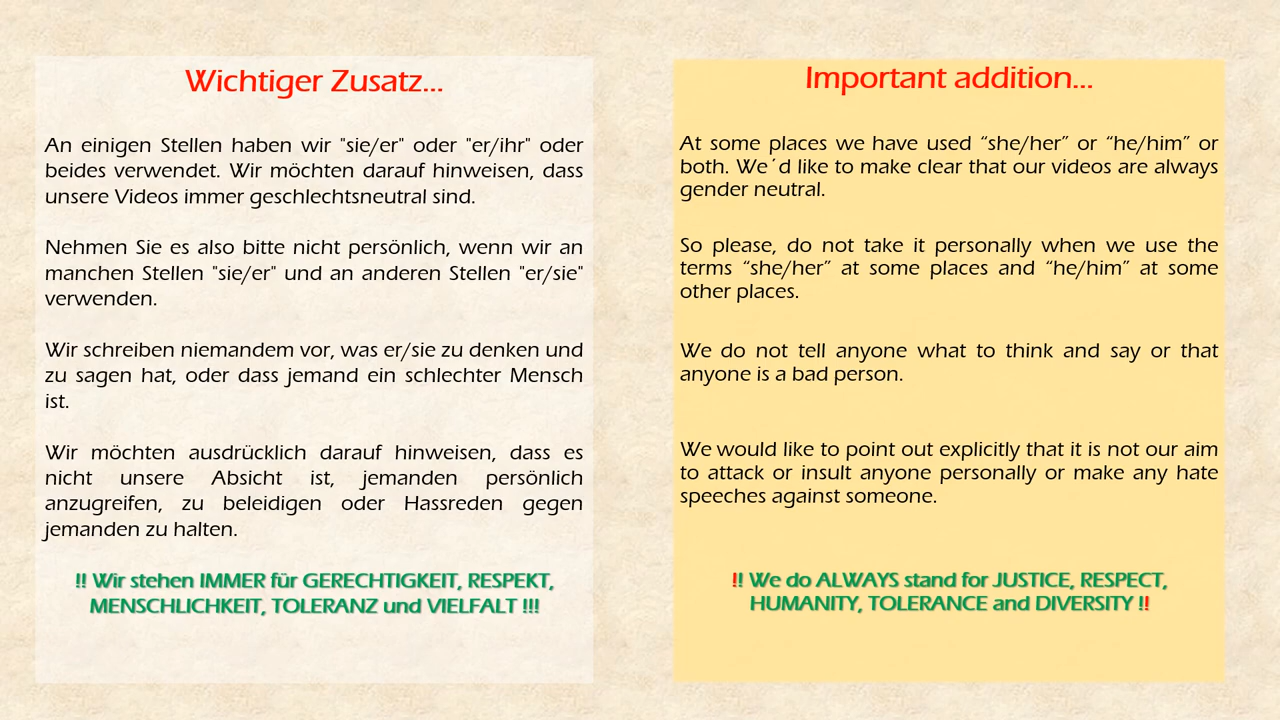 Wichtiger Zusatz...
An einigen Stellen haben wir "sie/er" oder "er/ihr" oder
beides verwendet. Wir möchten darauf hinweisen, dass
unsere Videos immer geschlechtsneutral sind.
Nehmen Sie es also bitte nicht persönlich, wenn wir an
manchen Stellen "sie/er" und an anderen Stellen "er/sie"
verwenden.
Wir schreiben niemandem vor, was er/sie zu denken und
zu sagen hat, oder dass jemand ein schlechter Mensch
ist.
Wir möchten ausdrücklich darauf hinweisen, dass es
nicht unsere Absicht ist, jemanden persönlich
anzugreifen, zu beleidigen oder Hassreden gegen
jemanden zu halten.
!! Wir stehen IMMER für GERECHTIGKEIT, RESPEKT,
MENSCHLICHKEIT, TOLERANZ und VIELFALT !!!
Important addition...
At some places we have used “she/her” or “he/him” or
both. We´d like to make clear that our videos are always
gender neutral.
So please, do not take it personally when we use the
terms “she/her” at some places and “he/him” at some
other places.
We do not tell anyone what to think and say or that
anyone is a bad person.
We would like to point out explicitly that it is not our aim
to attack or insult anyone personally or make any hate
speeches against someone.
!! We do ALWAYS stand for JUSTICE, RESPECT,
HUMANITY, TOLERANCE and DIVERSITY !!